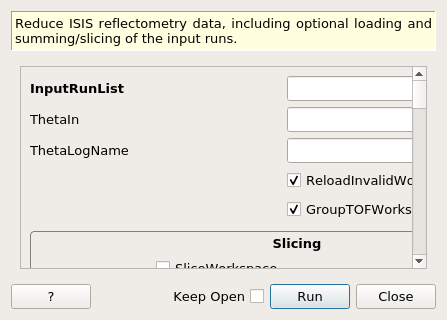 Reduce ISIS reflectometry data, including optional loading and
summing/slicing of the input runs.
InputRunList
ThetaIn
ThetaLogName
ReloadInvalidWo
GroupTOFWorks
Slicing
SliceWorkspace
?
Keep Open
Run
Close